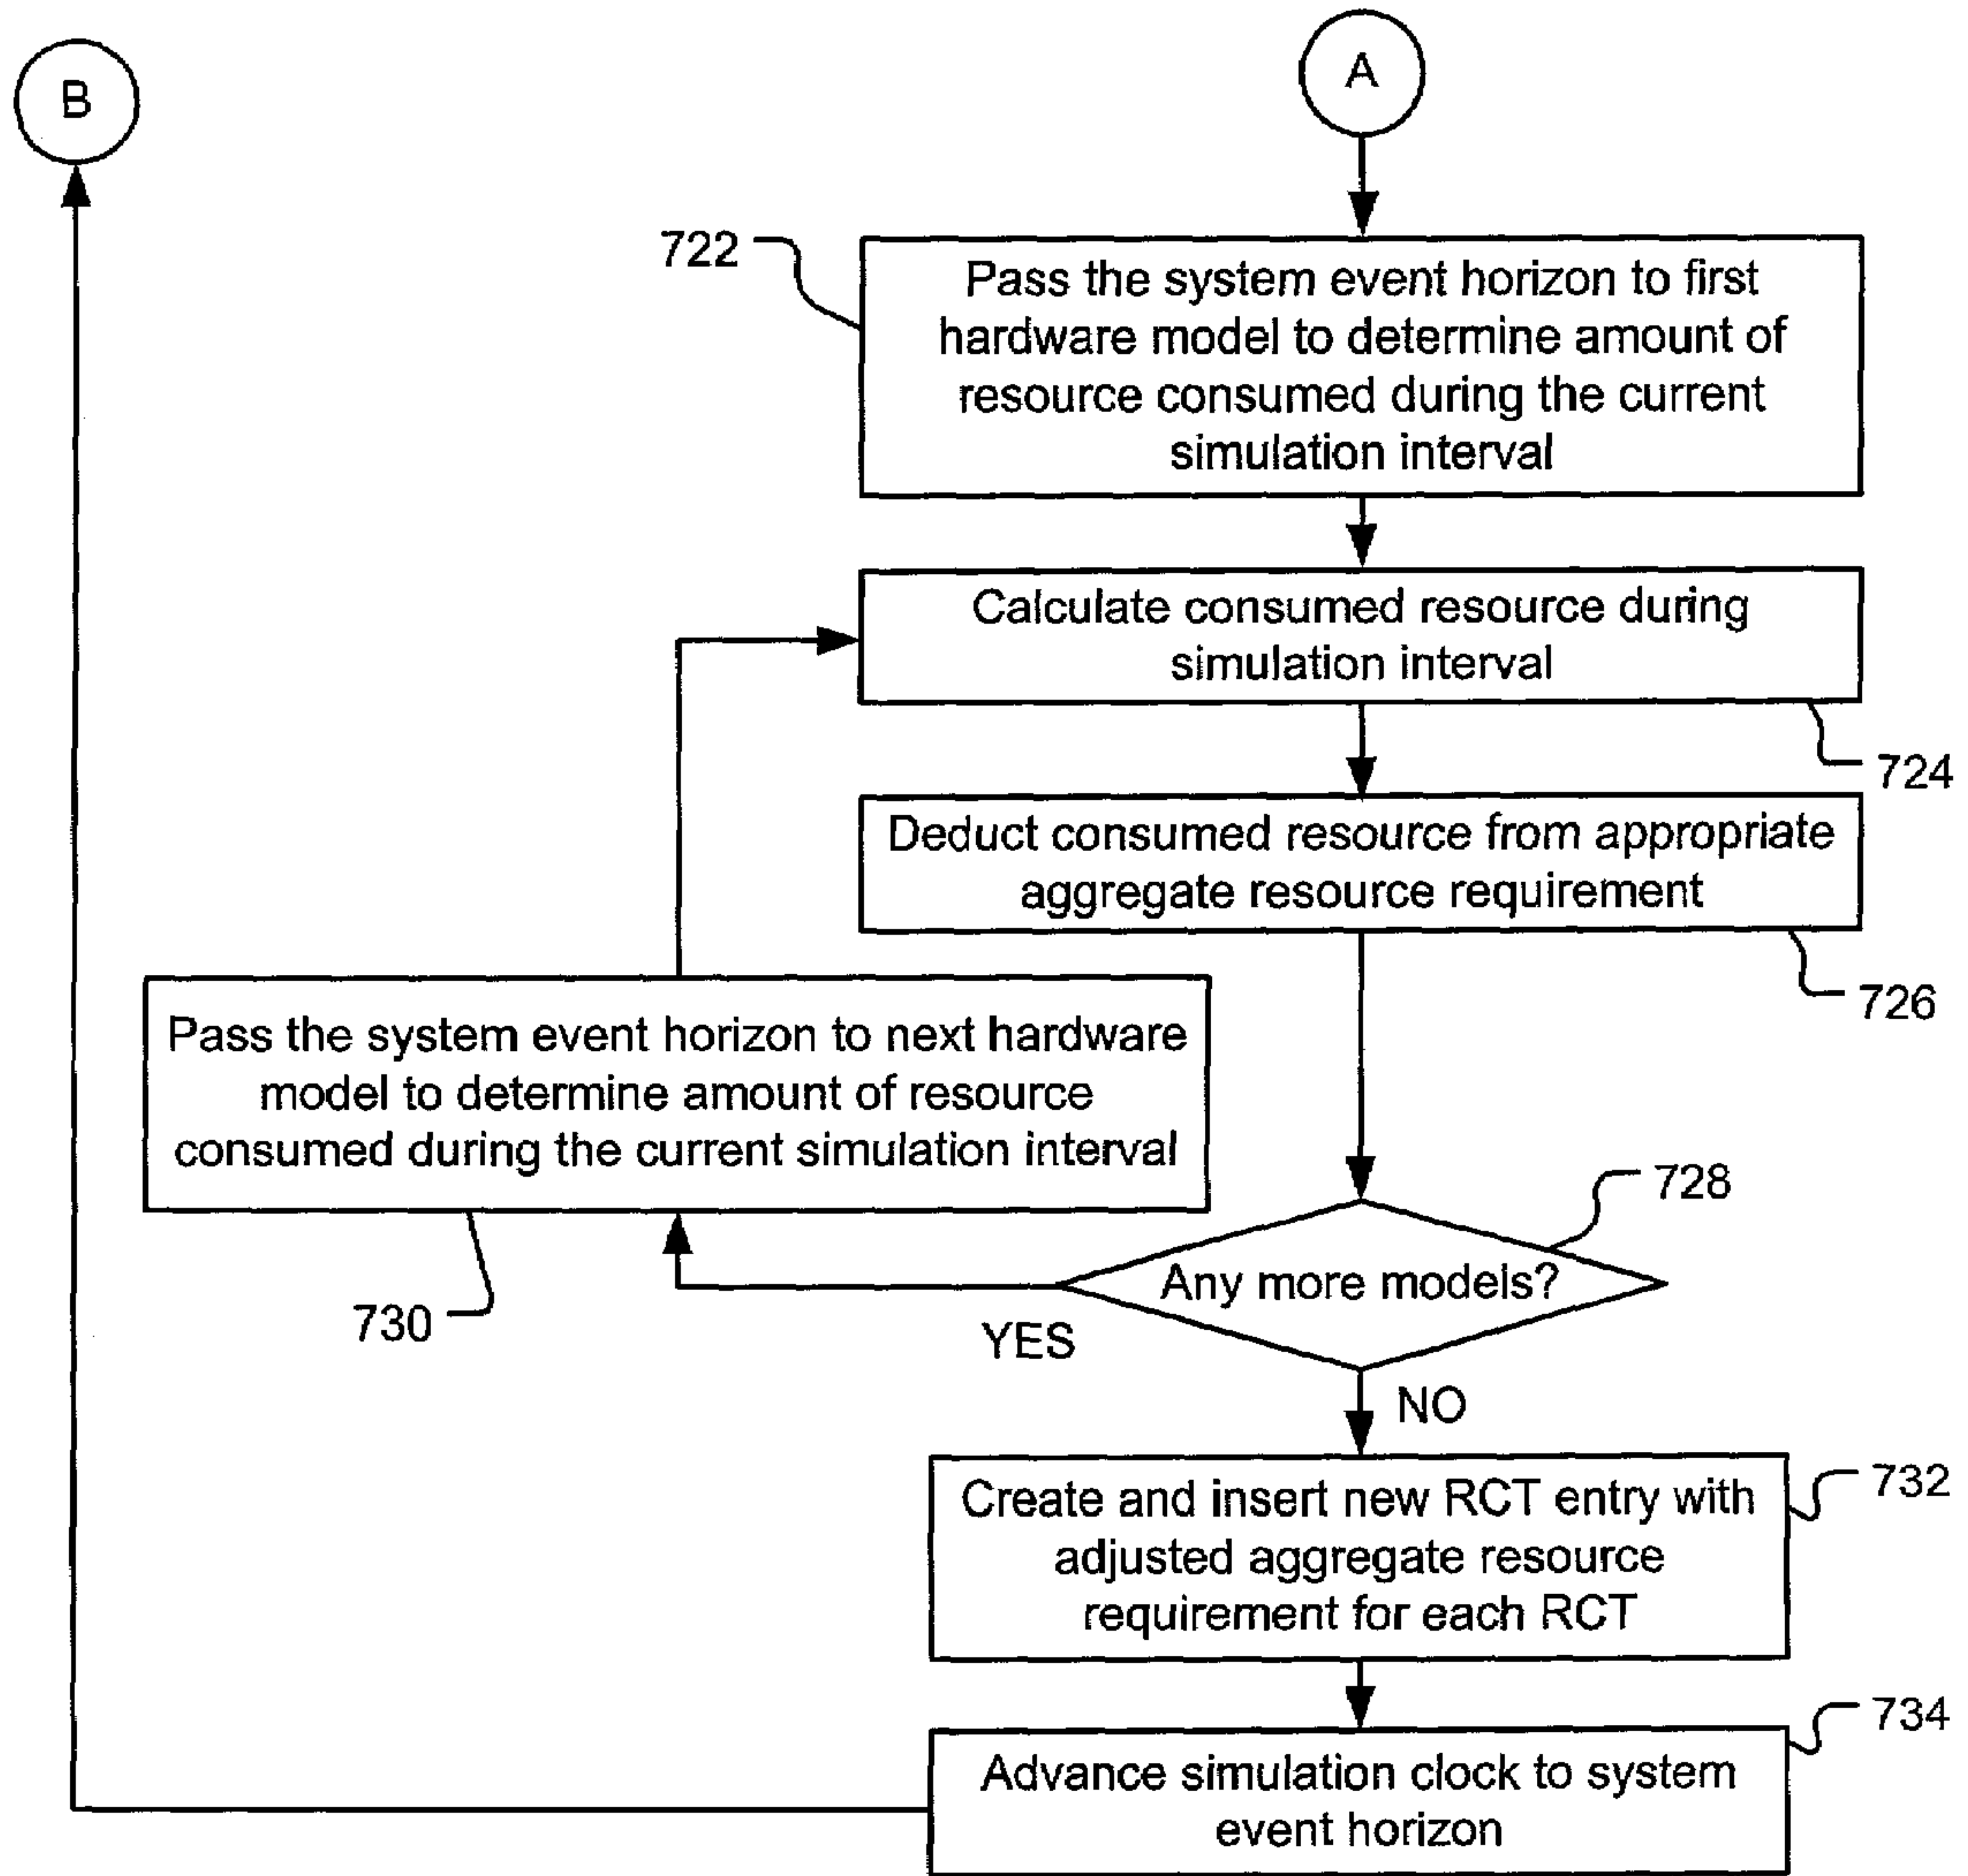 B
A
722
Pass the system event horizon to first
hardware model to determine amount of
resource consumed during the current
simulation interval
Calculate consumed resource during
simulation interval
724
Deduct consumed resource from appropriate
aggregate resource requirement
726
Pass the system event horizon to next hardware
model to determine amount of resource
consumed during the current simulation interval
730
728
Any more models?
YES
NO
Create and insert new RCT entry with
adjusted aggregate resource
requirement for each RCT
732
Advance simulation clock to system
event horizon
734